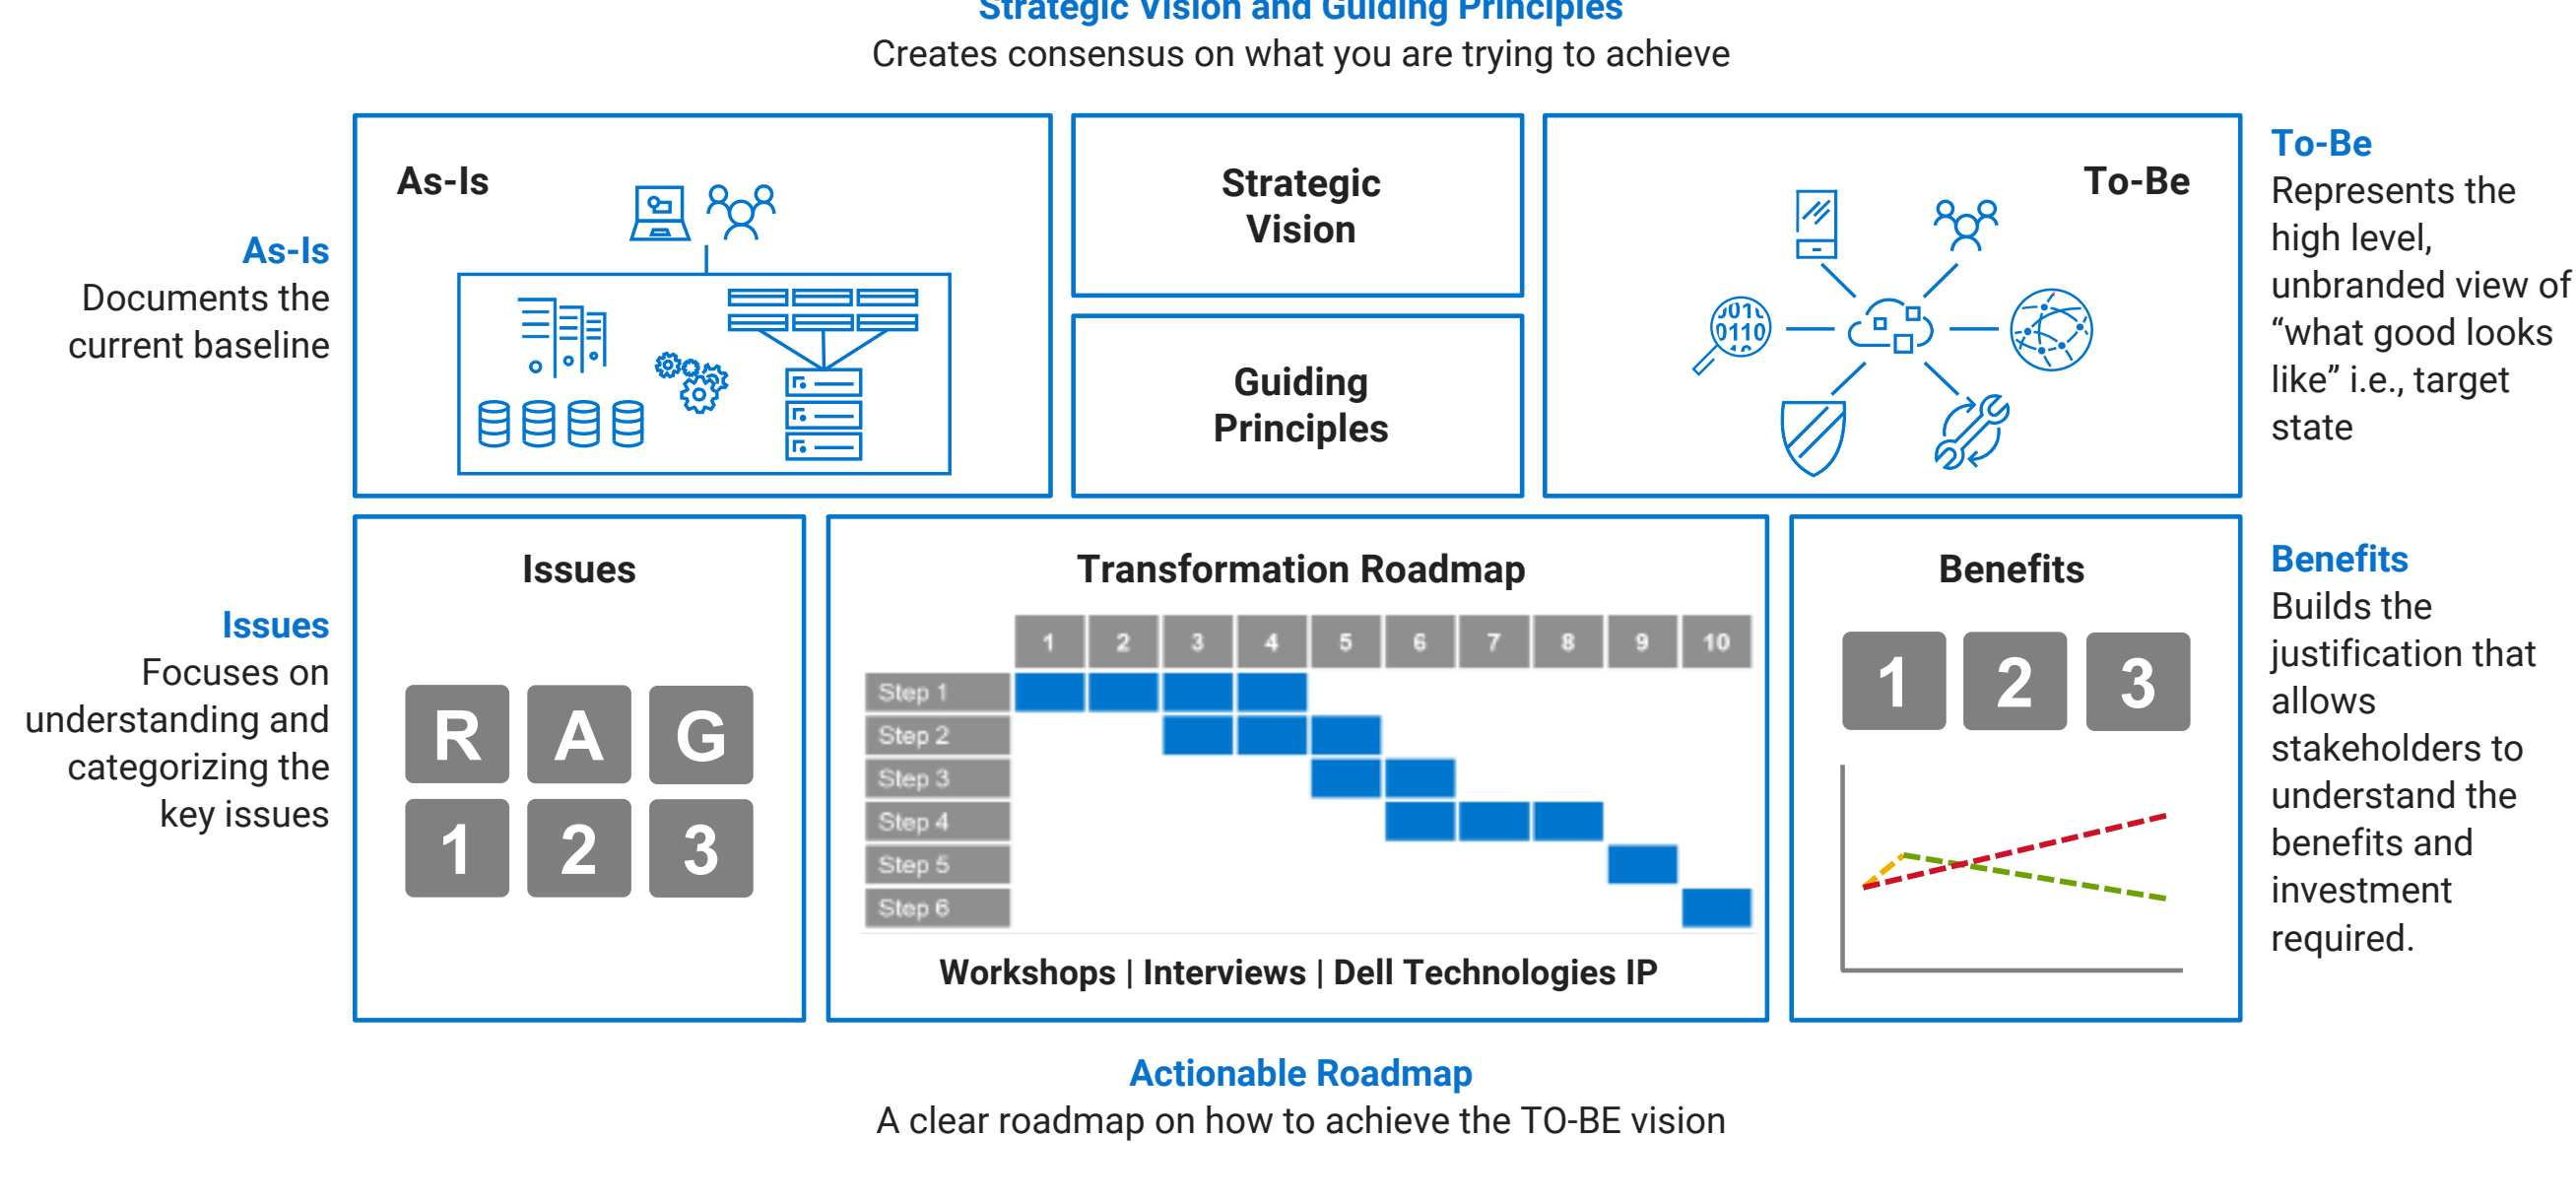 Strategic Vision and Guiding Principles
Creates consensus on what you are trying to achieve
As-Is
Documents the
current baseline
As-Is
Strategic
Vision
Guiding
Principles
To-Be
0110
To-Be
Represents the
high level,
unbranded view of
“what good looks
like” i.e., target
state
Issues
Focuses on
understanding and
categorizing the
key issues
Issues
R A G
1 2 3
Transformation Roadmap
1 2 3 4 5 6 7 8 9 10
Step 1
Step 2
Step 3
Step 4
Step 5
Step 6
Workshops | Interviews | Dell Technologies IP
Benefits
1 2 3
Benefits
Builds the
justification that
allows
stakeholders to
understand the
benefits and
investment
required.
Actionable Roadmap
A clear roadmap on how to achieve the TO-BE vision